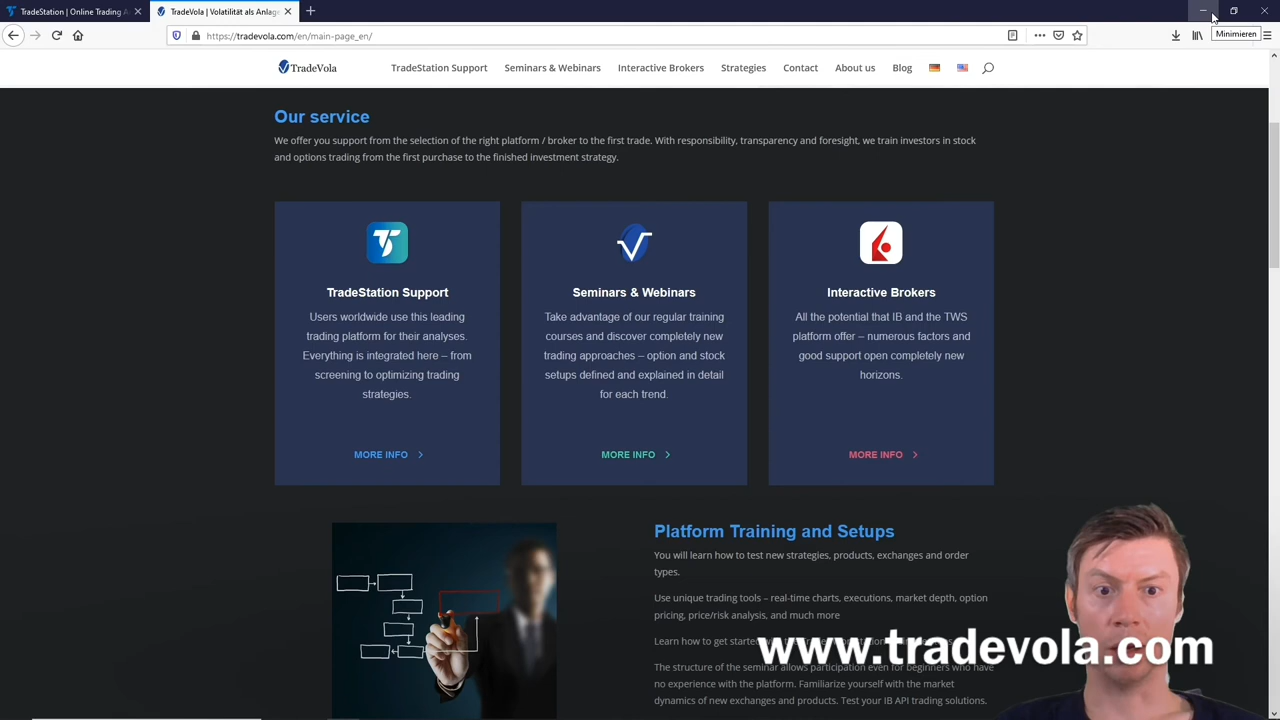 TradeStation | Online Trading A
TradeVola | Volatilität als Anlage
Minimieren
https://tradevola.com/en/main-page_en/
TradeVola
TradeStation Support
Seminars & Webinars
Interactive Brokers
Strategies
Contact
About us
Blog
Our service
We offer you support from the selection of the right platform / broker to the first trade. With responsibility, transparency and foresight, we train investors in stock
and options trading from the first purchase to the finished investment strategy.
TradeStation Support
Users worldwide use this leading
trading platform for their analyses.
Everything is integrated here – from
screening to optimizing trading
strategies.
MORE INFO
Seminars & Webinars
Take advantage of our regular training
courses and discover completely new
trading approaches – option and stock
setups defined and explained in detail
for each trend.
MORE INFO
Interactive Brokers
All the potential that IB and the TWS
platform offer – numerous factors and
good support open completely new
horizons.
MORE INFO
Platform Training and Setups
You will learn how to test new strategies, products, exchanges and order
types.
Use unique trading tools – real-time charts, executions, market depth, option
pricing, price/risk analysis, and much more
Learn how to get started
www.tradevola.com
The structure of the seminar allows participation even for beginners who have
no experience with the platform. Familiarize yourself with the market
dynamics of new exchanges and products. Test your IB API trading solutions.